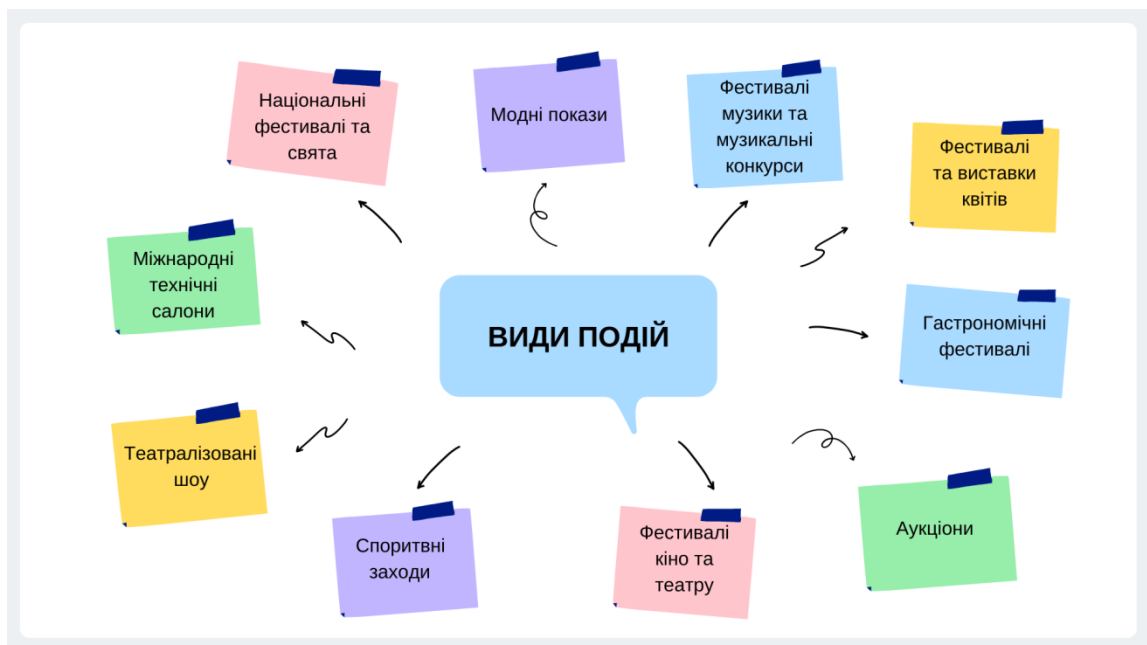 Національні
фестивалі та
свята
Модні покази
Фестивалі
музики та
музикальні
конкурси
Фестивалі
та виставки
квітів
Міжнародні
технічні
салони
ВИДИ ПОДІЙ
Гастрономічні
фестивалі
Театралізовані
шоу
Споритвні
заходи
Фестивалі
кіно та
театру
Аукціони